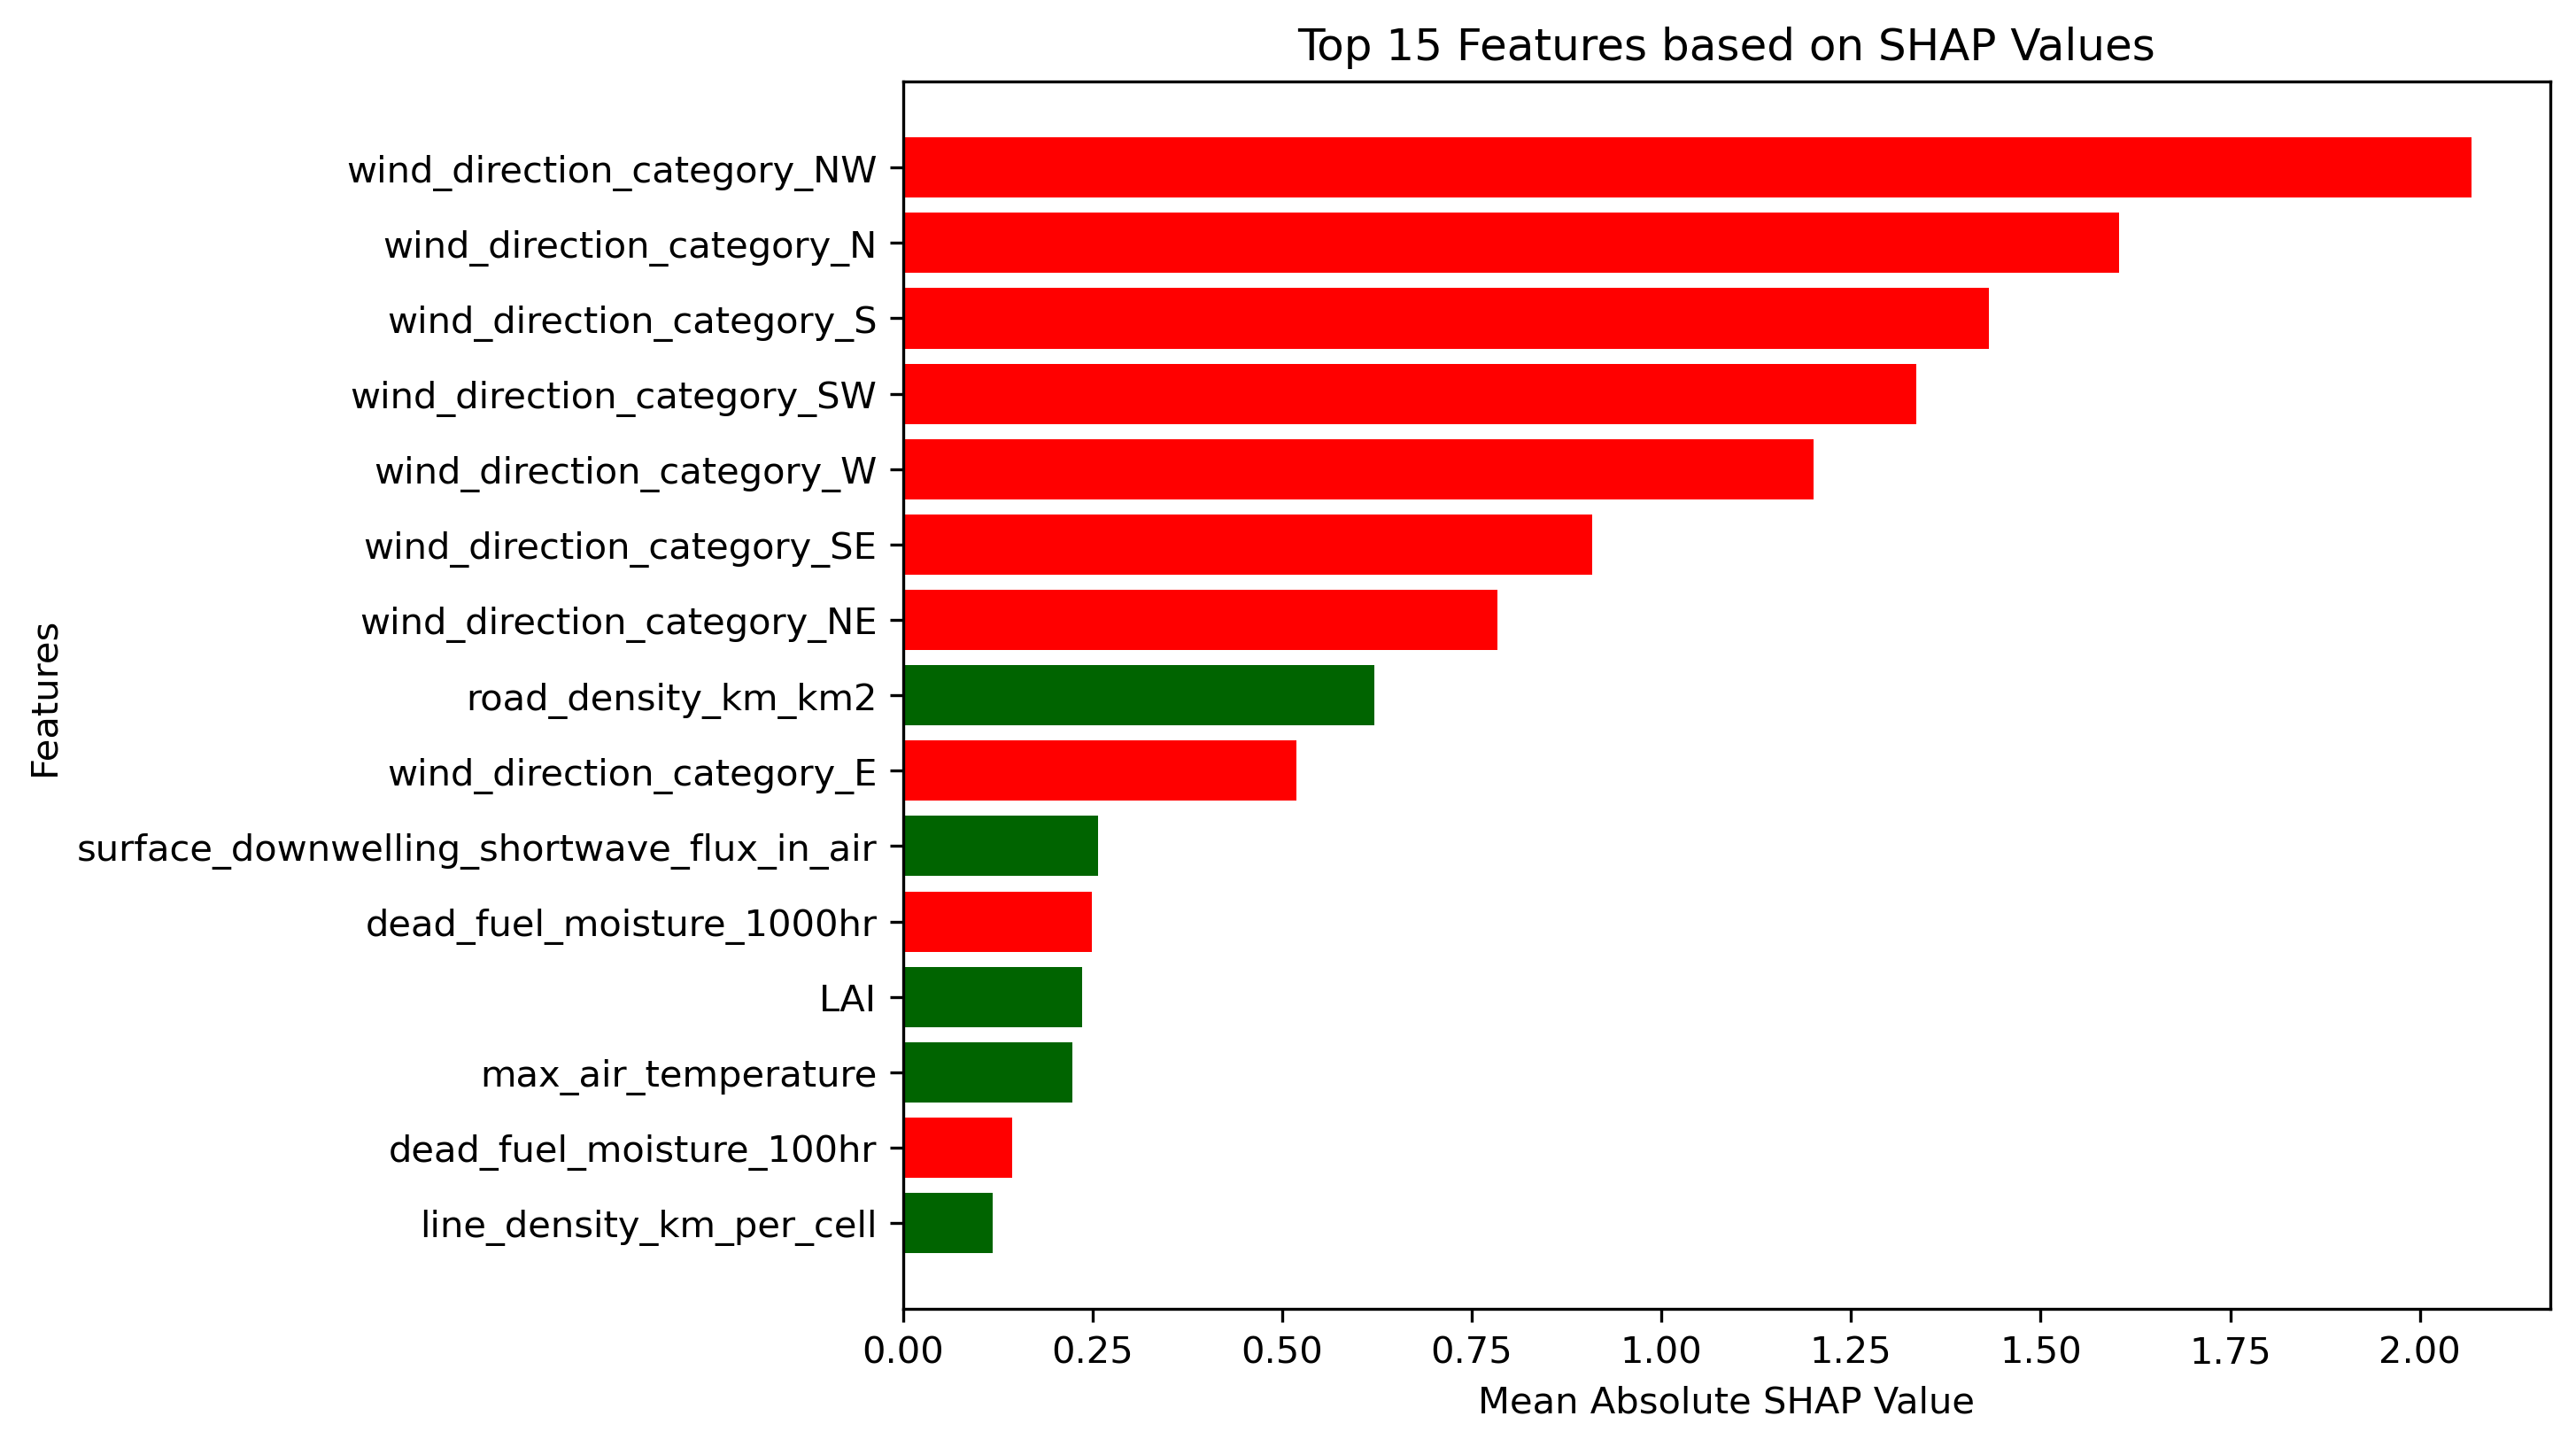 Top 15 Features based on SHAP Values
wind_direction_category_NW
wind_direction_category_N
wind_direction_category_S
wind_direction_category_SW
wind_direction_category_W
wind_direction_category_SE
wind_direction_category_NE
road_density_km_km2
wind_direction_category_E
surface_downwelling_shortwave_flux_in_air
dead_fuel_moisture_1000hr
LAI
max_air_temperature
dead_fuel_moisture_100hr
line_density_km_per_cell
Features
0.00 0.25 0.50 0.75 1.00 1.25 1.50 1.75 2.00
Mean Absolute SHAP Value